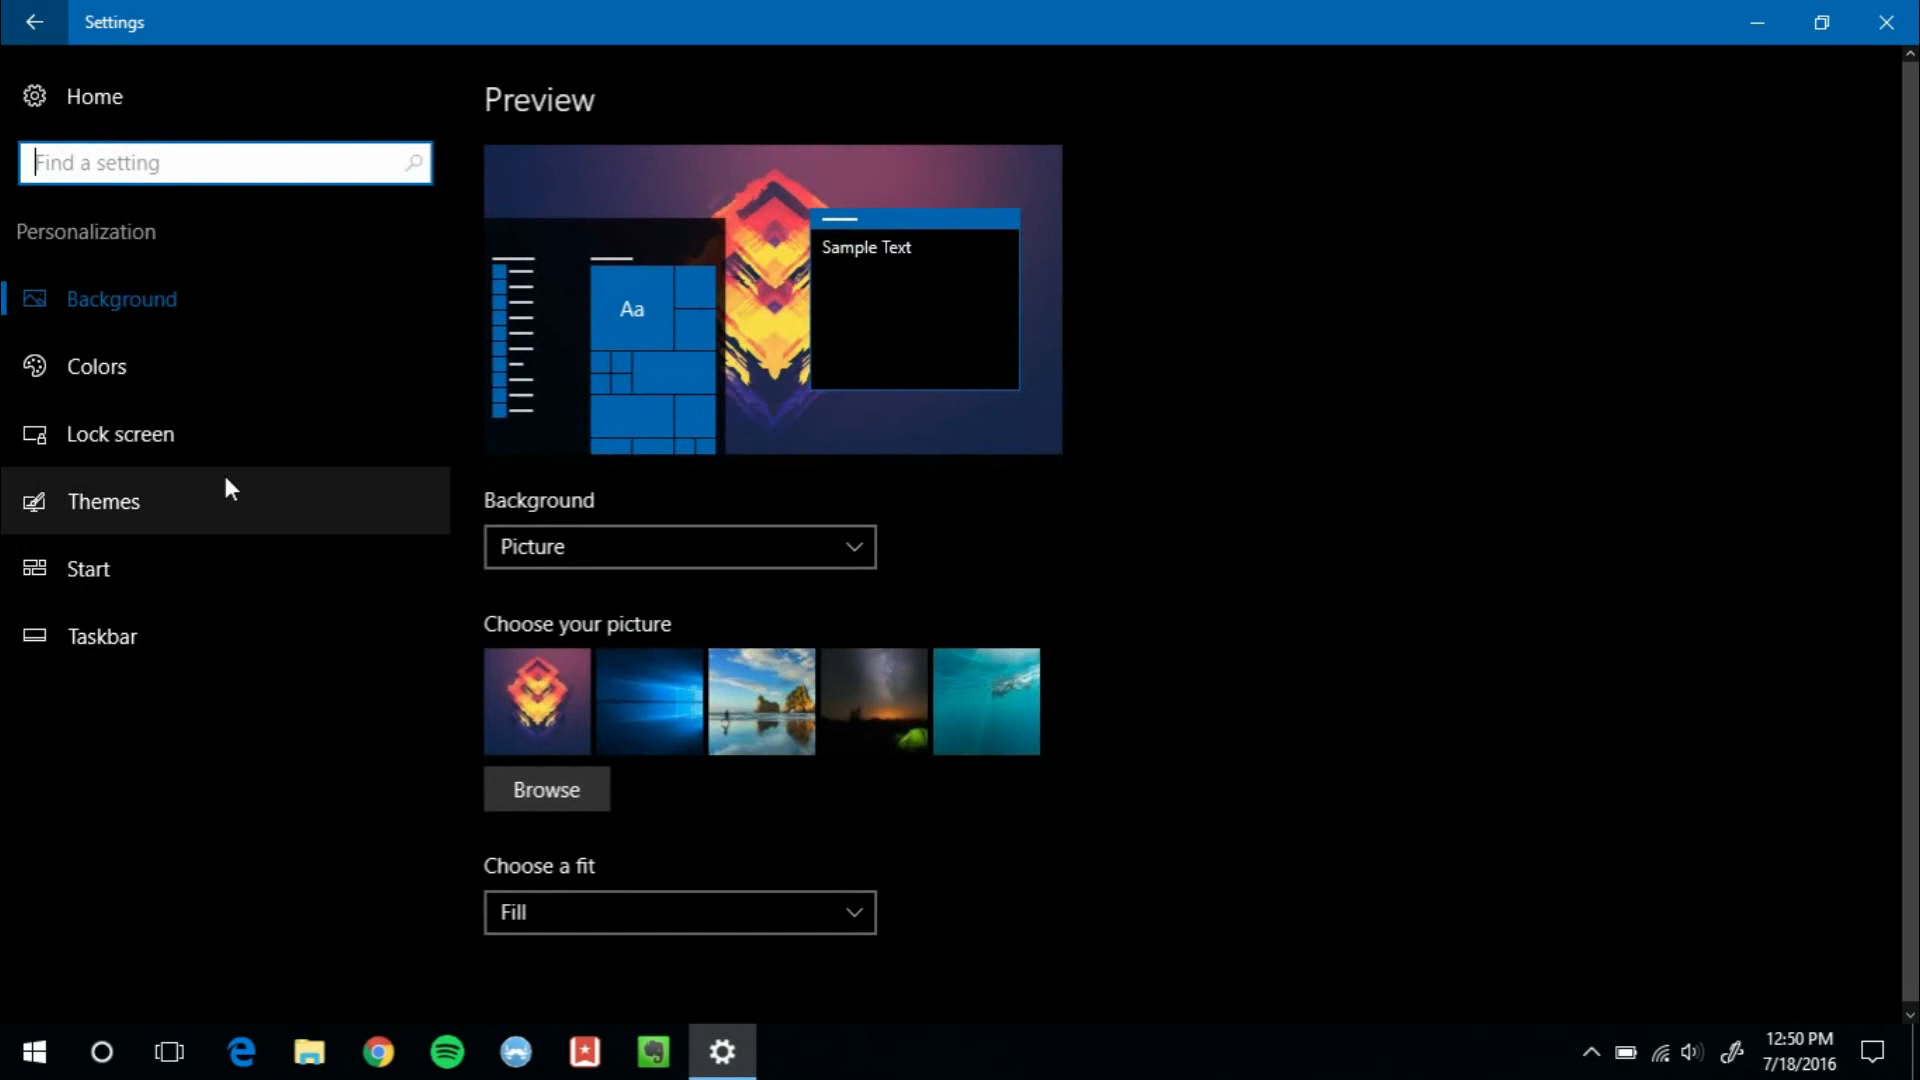 Settings
Home
Find a setting
Personalization
Background
Colors
Lock screen
Themes
Start
Taskbar
Preview
Sample Text
Aa
Background
Picture
Choose your picture
Browse
Choose a fit
Fill
12:50 PM
7/18/2016